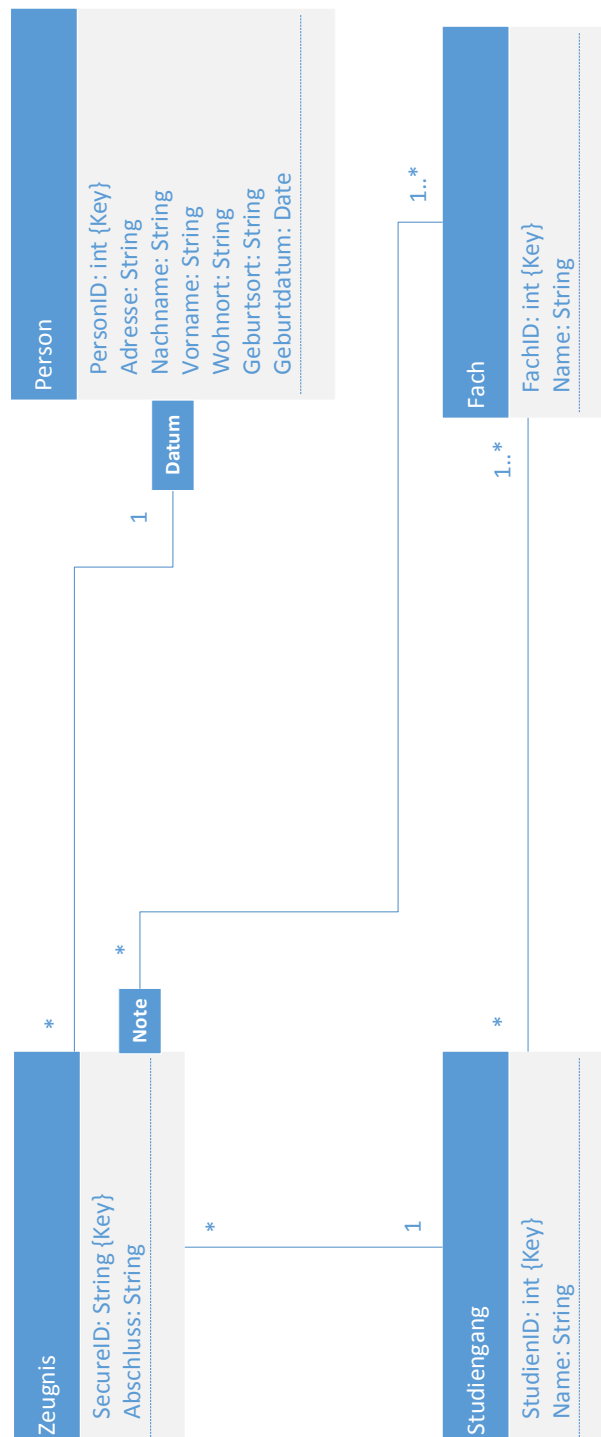 Zeugnis
SecureID: String {Key}
Abschluss: String
*
Note
*
*
1
Datum
Person
PersonID: int {Key}
Adresse: String
Nachname: String
Vorname: String
Wohnort: String
Geburtsort: String
Geburtdatum: Date
1
1..*
Studiengang
StudienID: int {Key}
Name: String
*
1..*
Fach
FachID: int {Key}
Name: String